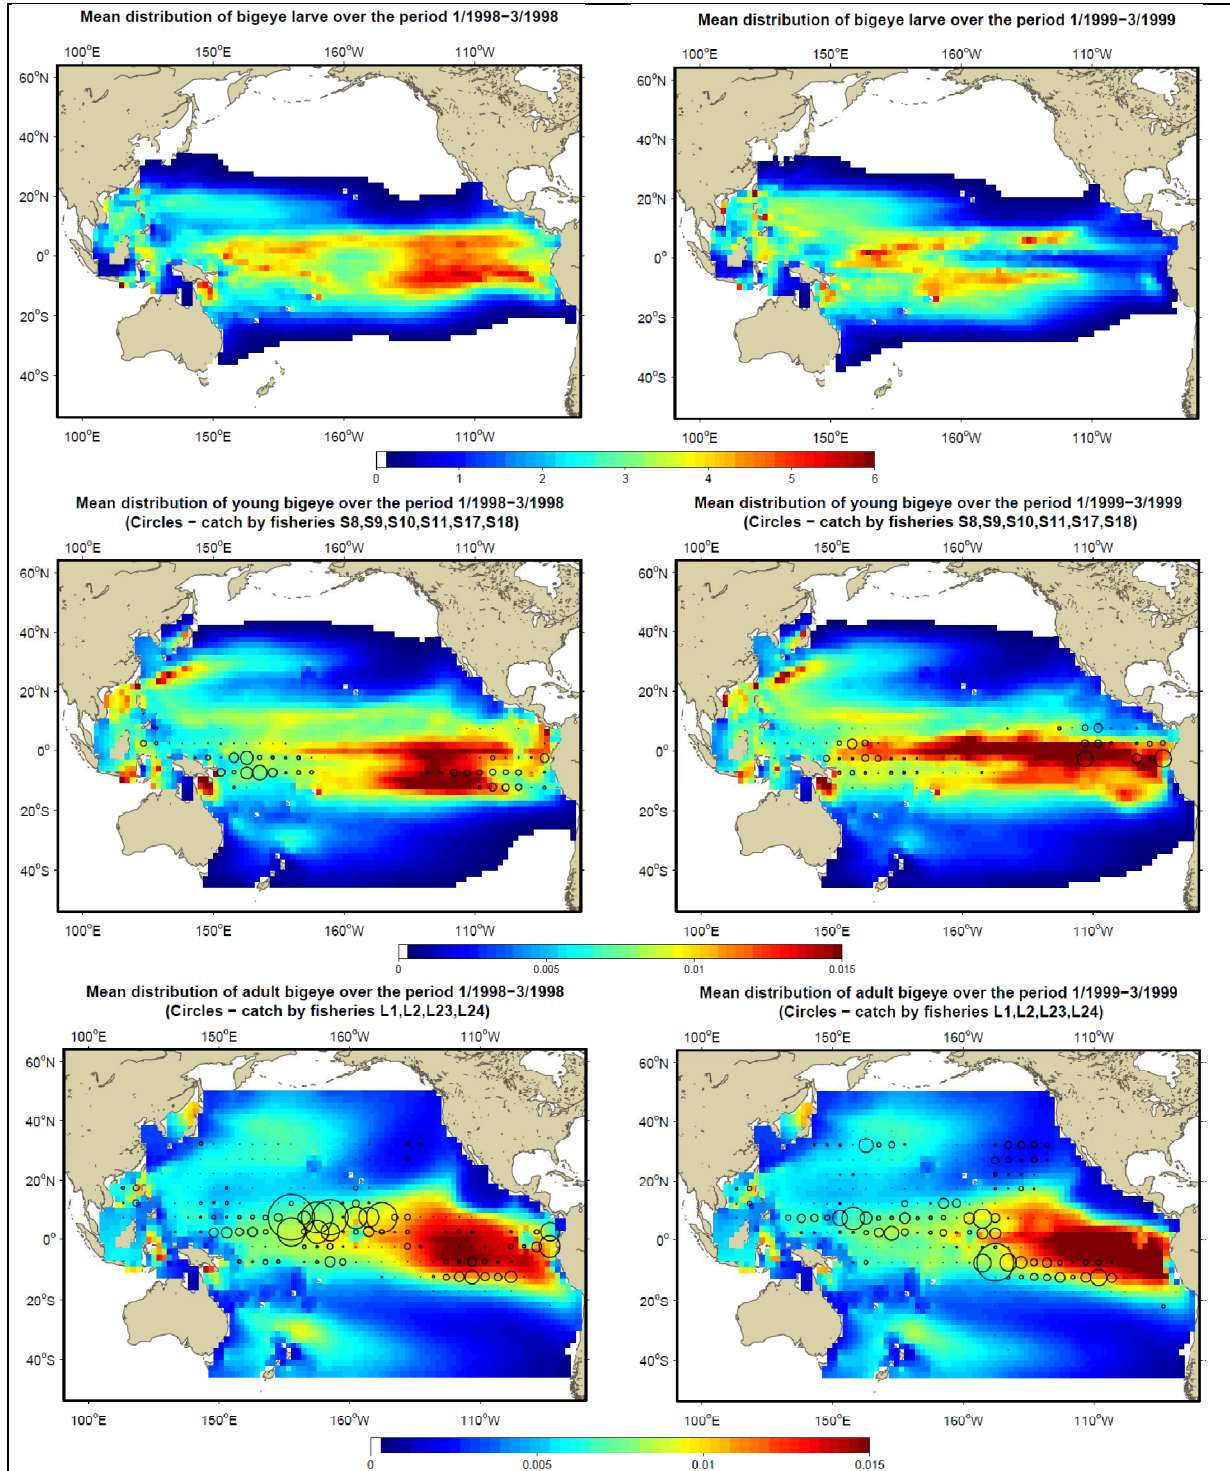 Mean distribution of bigeye larve over the period 1/1998−3/1998
Mean distribution of bigeye larve over the period 1/1999−3/1999
100°E 150°E 160°W 110°W
100°E 150°E 160°W 110°W
60°N
40°N
20°N
0°
20°S
40°S
60°N
40°N
20°N
0°
20°S
40°S
100°E 150°E 160°W 110°W
100°E 150°E 160°W 110°W
0 1 2 3 4 5 6
Mean distribution of young bigeye over the period 1/1998−3/1998
(Circles − catch by fisheries S8,S9,S10,S11,S17,S18)
Mean distribution of young bigeye over the period 1/1999−3/1999
(Circles − catch by fisheries S8,S9,S10,S11,S17,S18)
100°E 150°E 160°W 110°W
100°E 150°E 160°W 110°W
60°N
40°N
20°N
0°
20°S
40°S
60°N
40°N
20°N
0°
20°S
40°S
100°E 150°E 160°W 110°W
100°E 150°E 160°W 110°W
0 0.005 0.01 0.015
Mean distribution of adult bigeye over the period 1/1998−3/1998
(Circles − catch by fisheries L1,L2,L23,L24)
Mean distribution of adult bigeye over the period 1/1999−3/1999
(Circles − catch by fisheries L1,L2,L23,L24)
100°E 150°E 160°W 110°W
100°E 150°E 160°W 110°W
60°N
40°N
20°N
0°
20°S
40°S
60°N
40°N
20°N
0°
20°S
40°S
100°E 150°E 160°W 110°W
100°E 150°E 160°W 110°W
0 0.005 0.01 0.015